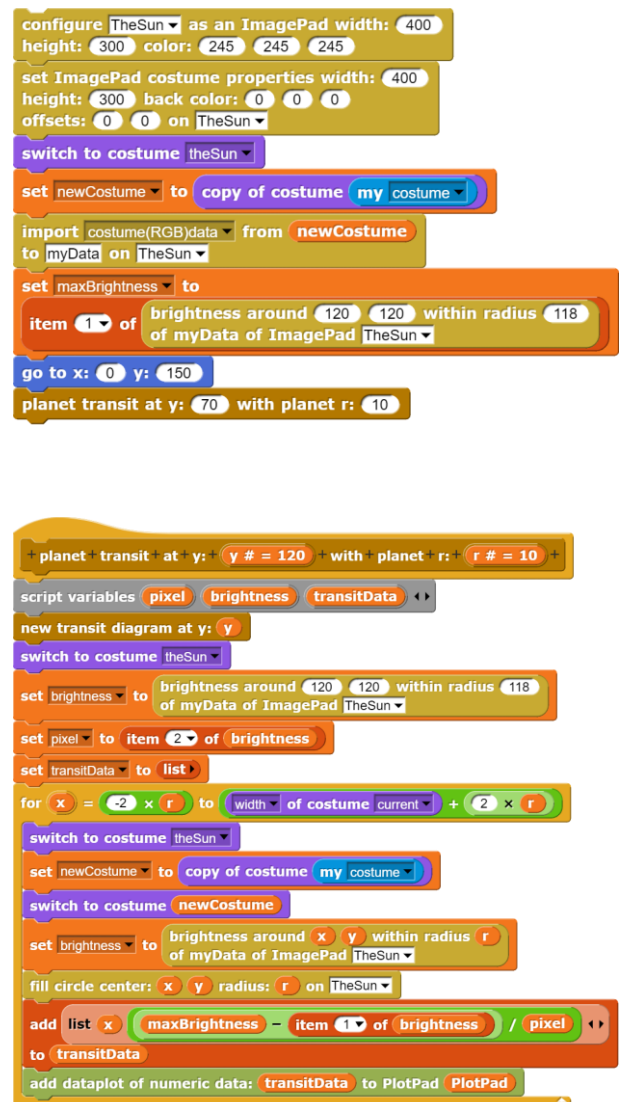 configure TheSun as an ImagePad width: 400
height: 300 color: 245 245 245
set ImagePad costume properties width: 400
height: 300 back color: 0 0 0
offsets: 0 0 on TheSun
switch to costume theSun
set newCostume to copy of costume my costume
import costume(RGB)data from newCostume
to myData on TheSun
set maxBrightness to
item 1 of brightness around 120 120 within radius 118
of myData of ImagePad TheSun
go to x: 0 y: 150
planet transit at y: 70 with planet r: 10
+ planet + transit + at + y: + y # = 120 + with + planet + r: + r # = 10 +
script variables pixel brightness transitData
new transit diagram at y: y
switch to costume theSun
set brightness to brightness around 120 120 within radius 118
of myData of ImagePad TheSun
set pixel to item 2 of brightness
set transitData to list
for x = -2 × r to width of costume current + 2 × r
switch to costume theSun
set newCostume to copy of costume my costume
switch to costume newCostume
set brightness to brightness around x y within radius r
of myData of ImagePad TheSun
fill circle center: x y radius: r on TheSun
add list x maxBrightness − item 1 of brightness / pixel
to transitData
add dataplot of numeric data: transitData to PlotPad PlotPad